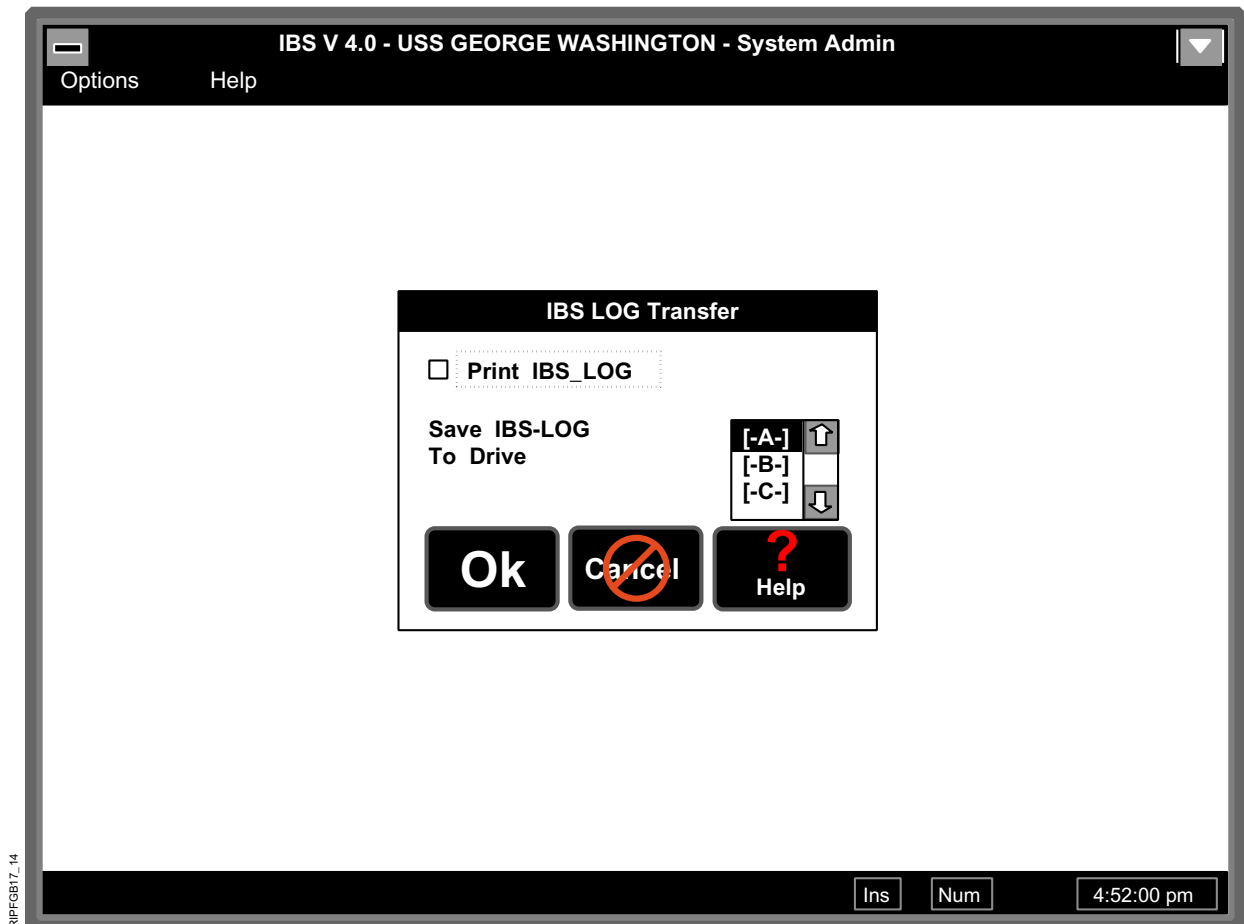 IBS V 4.0 - USS GEORGE WASHINGTON - System Admin
Options Help
IBS LOG Transfer
Print IBS_LOG
Save IBS-LOG
To Drive
[-A-]
[-B-]
[-C-]
Ok
Cancel
?
Help
Ins Num 4:52:00 pm
RIPFGB17_14